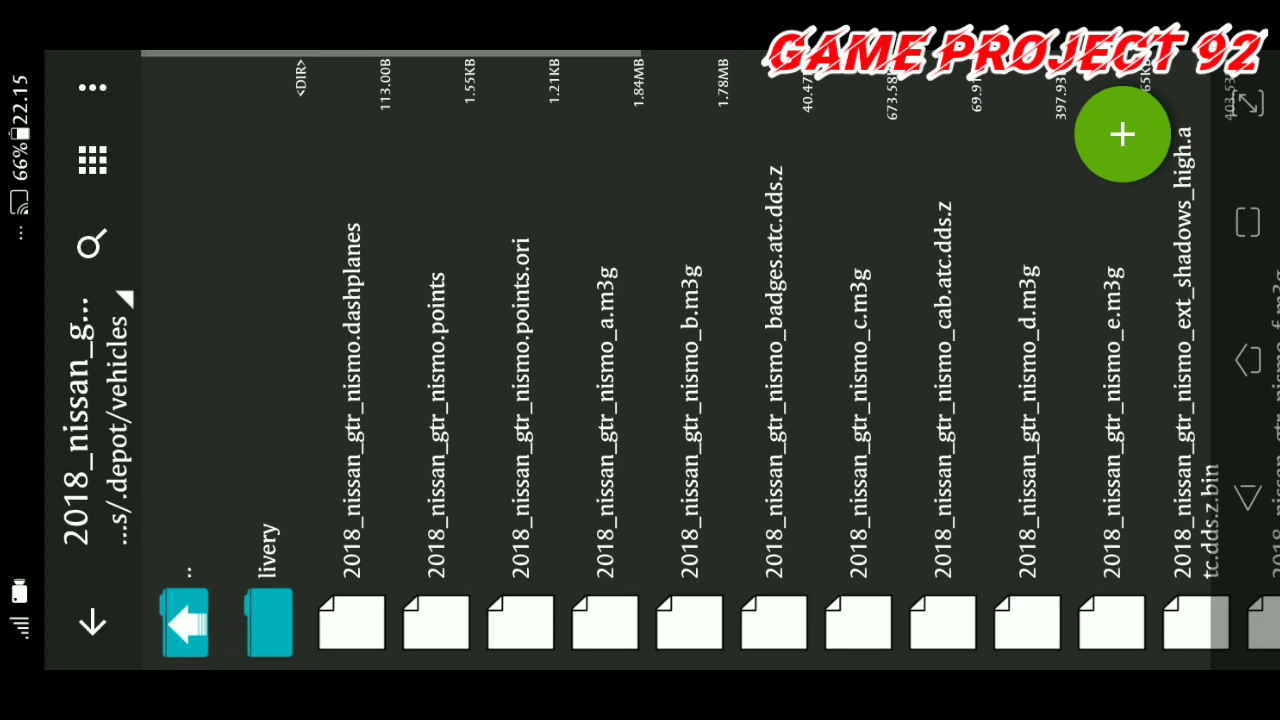 GAME PROJECT 92
66%
22.15
2018_nissan_g...
...s/.depot/vehicles
..
livery
<DIR>
2018_nissan_gtr_nismo.dashplanes
113.00B
2018_nissan_gtr_nismo.points
1.55KB
2018_nissan_gtr_nismo.points.ori
1.21KB
2018_nissan_gtr_nismo_a.m3g
1.84MB
2018_nissan_gtr_nismo_b.m3g
1.78MB
2018_nissan_gtr_nismo_badges.atc.dds.z
2018_nissan_gtr_nismo_c.m3g
2018_nissan_gtr_nismo_cab.atc.dds.z
2018_nissan_gtr_nismo_d.m3g
2018_nissan_gtr_nismo_e.m3g
2018_nissan_gtr_nismo_ext_shadows_high.a
tc.dds.z.bin